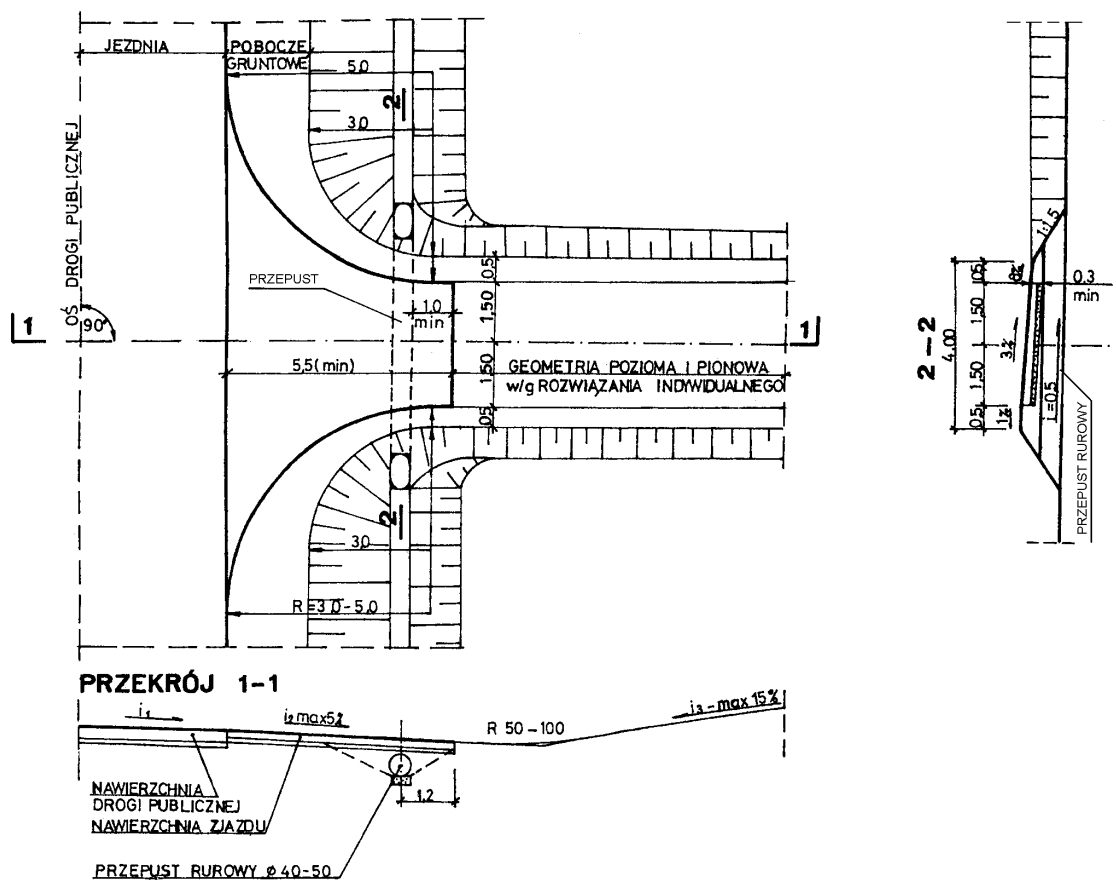 JEZDNIA
POBOCZE
GRUNTOWE
5,0
2
3,0
OŚ DROGI PUBLICZNEJ
PRZEPUST
1,0
min
0,5
1,50
1
90°
1
5,5(min)
GEOMETRIA POZIOMA I PIONOWA
w/g ROZWIĄZANIA INDYWIDUALNEGO
1,50
0,5
2
3,0
R=3,0-5,0
1:1,5
0,5
0,3
min
1,50
4,00
3%
2-2
1,50
i=0,5
0,5
PRZEPUST RUROWY
PRZEKRÓJ 1-1
i₁
i₂ max 5%
R 50-100
i₃ - max 15%
NAWIERZCHNIA
DROGI PUBLICZNEJ
NAWIERZCHNIA ZJAZDU
1,2
PRZEPUST RUROWY ø 40-50